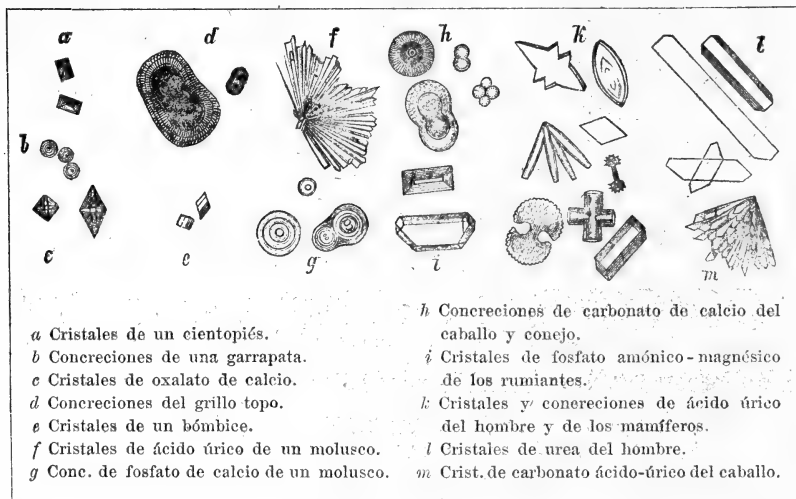 a
d
f
h
k
l
b
c
e
g
i
m
a Cristales de un cientopiés.
b Concreciones de una garrapata.
c Cristales de oxalato de calcio.
d Concreciones del grillo topo.
e Cristales de un bómbice.
f Cristales de ácido úrico de un molusco.
g Conc. de fosfato de calcio de un molusco.
h Concreciones de carbonato de calcio del
caballo y conejo.
i Cristales de fosfato amónico-magnésico
de los rumiantes.
k Cristales y concreciones de ácido úrico
del hombre y de los mamíferos.
l Cristales de urea del hombre.
m Crist. de carbonato ácido-úrico del caballo.